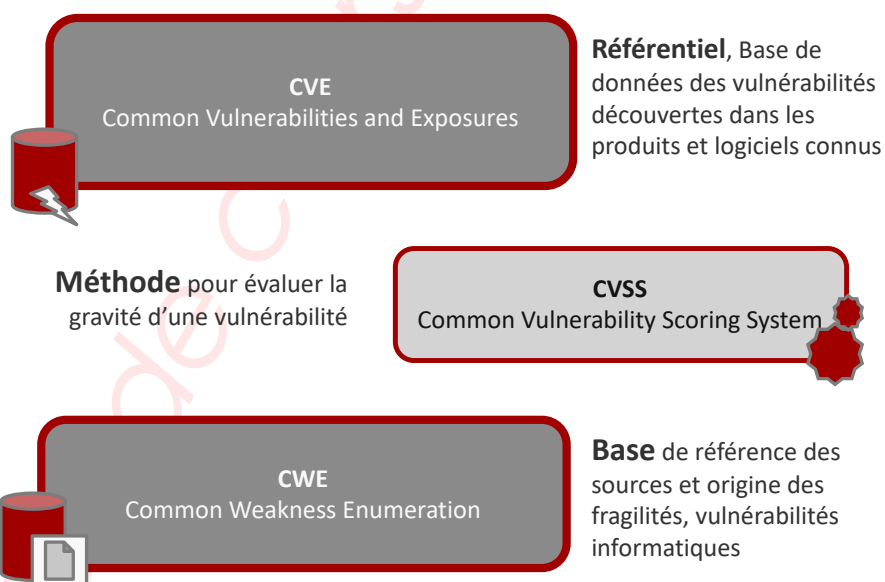 CVE
Common Vulnerabilities and Exposures
Référentiel, Base de
données des vulnérabilités
découvertes dans les
produits et logiciels connus
Méthode pour évaluer la
gravité d’une vulnérabilité
CVSS
Common Vulnerability Scoring System
CWE
Common Weakness Enumeration
Base de référence des
sources et origine des
fragilités, vulnérabilités
informatiques
de c